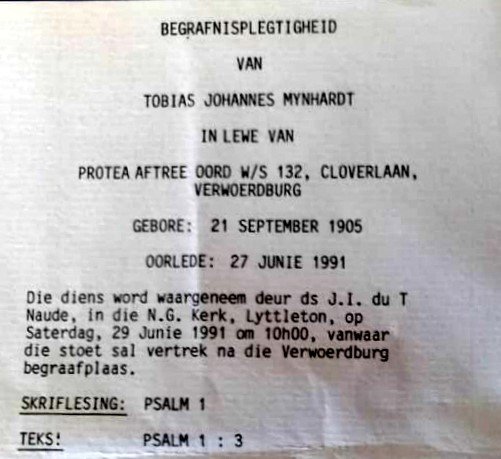 BEGRAFNISPLEGTIGHEID
VAN
TOBIAS JOHANNES MYNHARDT
IN LEWE VAN
PROTEA AFTREE OORD W/S 132, CLOVERLAAN,
VERWOERDBURG
GEBORE: 21 SEPTEMBER 1905
OORLEDE: 27 JUNIE 1991
Die diens word waargeneem deur ds J.I. du T
Naude, in die N.G. Kerk, Lyttleton, op
Saterdag, 29 Junie 1991 om 10h00, vanwaar
die stoet sal vertrek na die Verwoerdburg
begraafplaas.
SKRIFLESING: PSALM 1
TEKS: PSALM 1 : 3